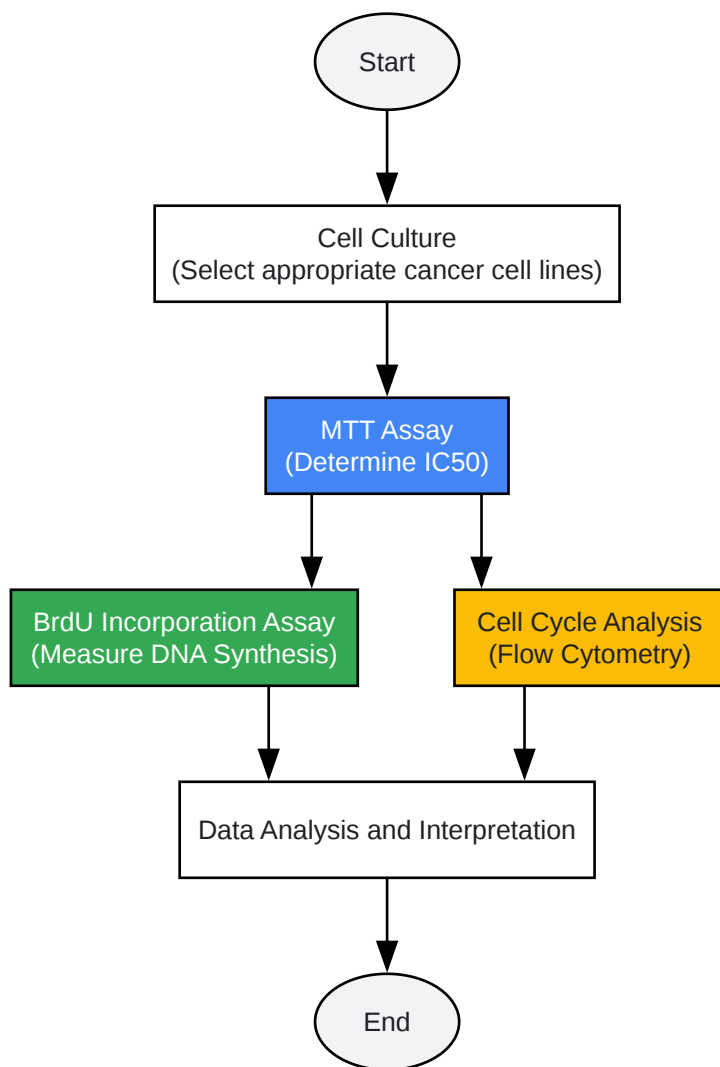 Start
Cell Culture
(Select appropriate cancer cell lines)
MTT Assay
(Determine IC50)
BrdU Incorporation Assay
(Measure DNA Synthesis)
Cell Cycle Analysis
(Flow Cytometry)
Data Analysis and Interpretation
End